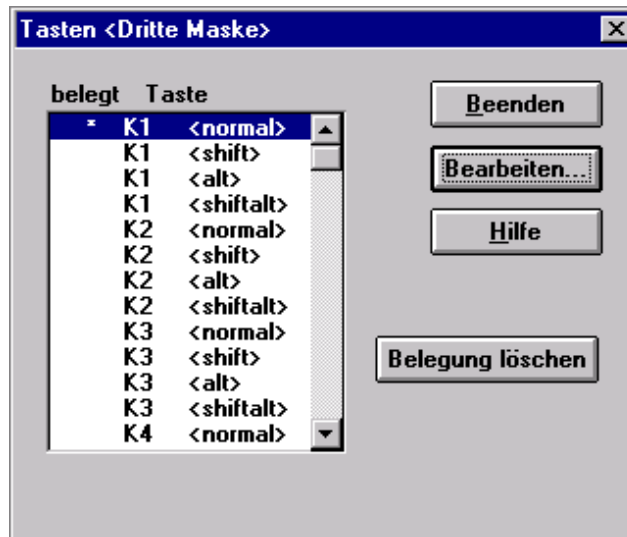 Tasten <Dritte Maske>
belegt Taste
* K1 <normal>
K1 <shift>
K1 <alt>
K1 <shiftalt>
K2 <normal>
K2 <shift>
K2 <alt>
K2 <shiftalt>
K3 <normal>
K3 <shift>
K3 <alt>
K3 <shiftalt>
K4 <normal>
Beenden
Bearbeiten...
Hilfe
Belegung löschen